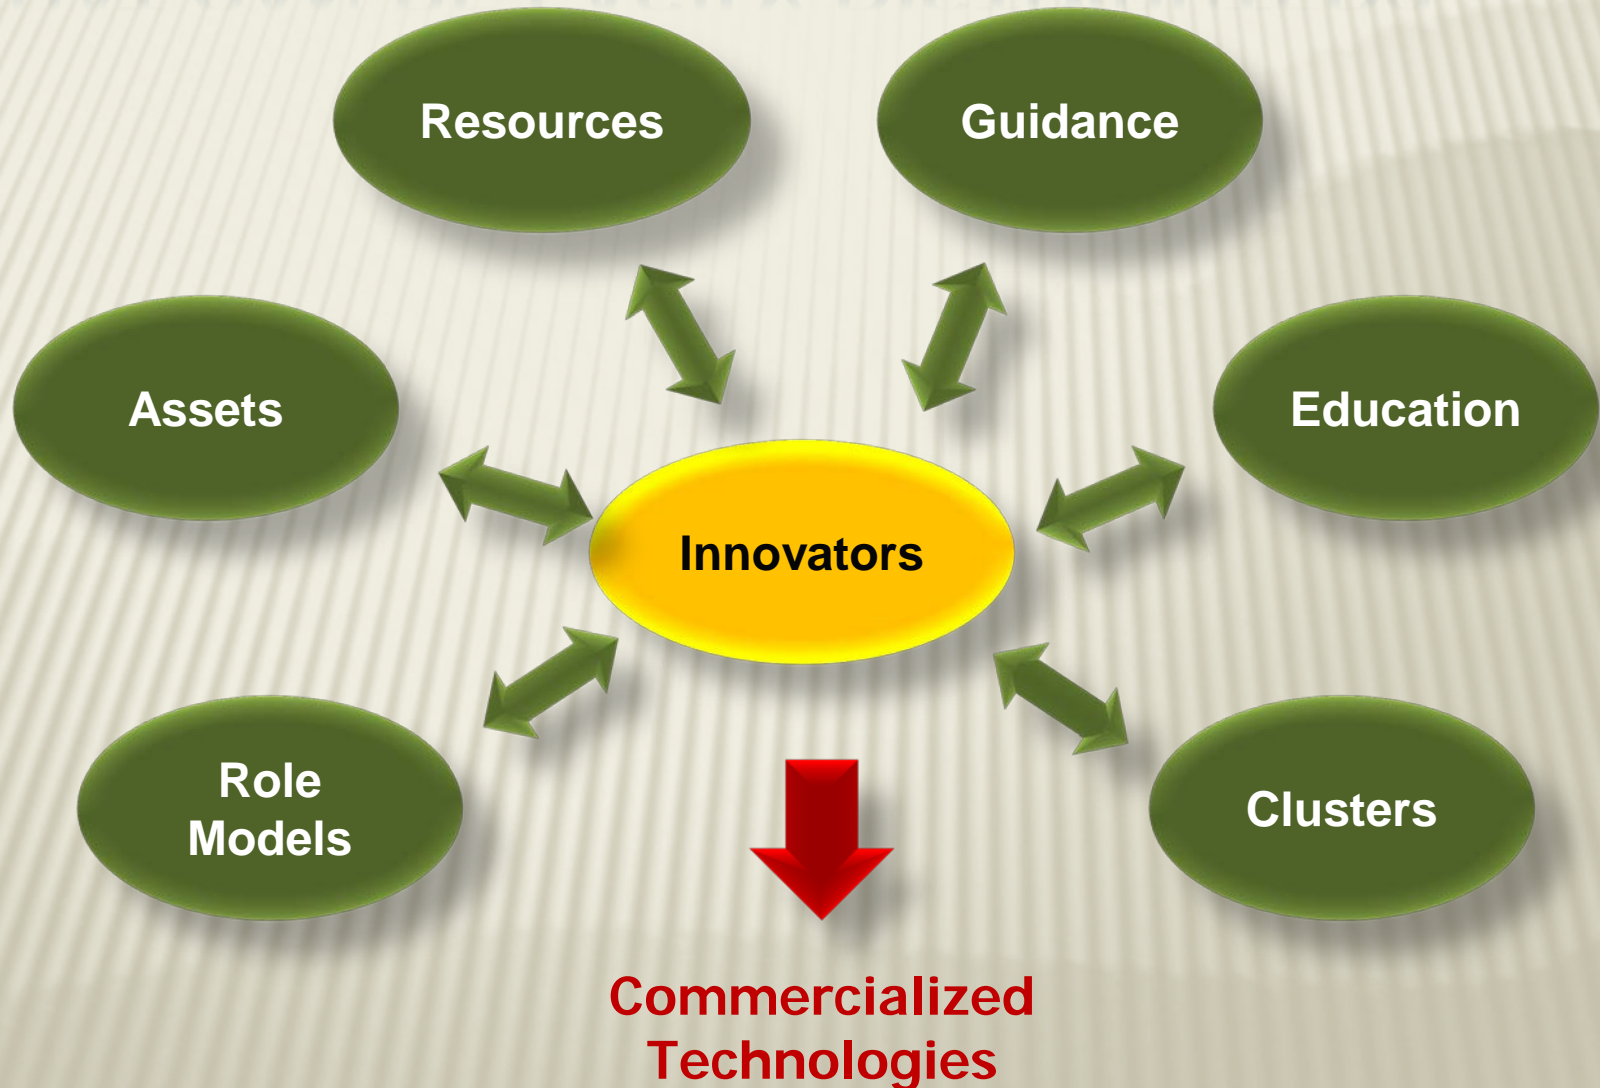 Resources
Guidance
Assets
Education
Innovators
Role
Models
Clusters
Commercialized
Technologies